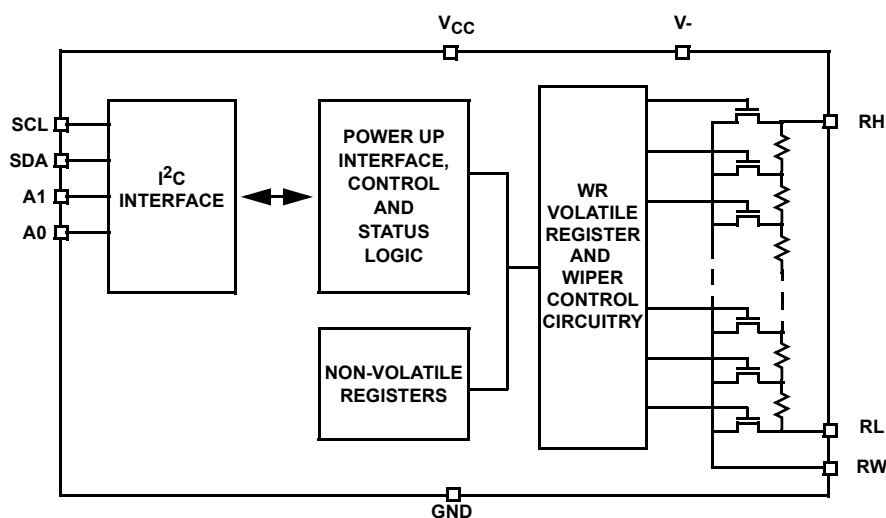 VCC
V-
SCL
SDA
A1
A0
I2C
INTERFACE
POWER UP
INTERFACE,
CONTROL
AND
STATUS
LOGIC
NON-VOLATILE
REGISTERS
WR
VOLATILE
REGISTER
AND
WIPER
CONTROL
CIRCUITRY
RH
RL
RW
GND